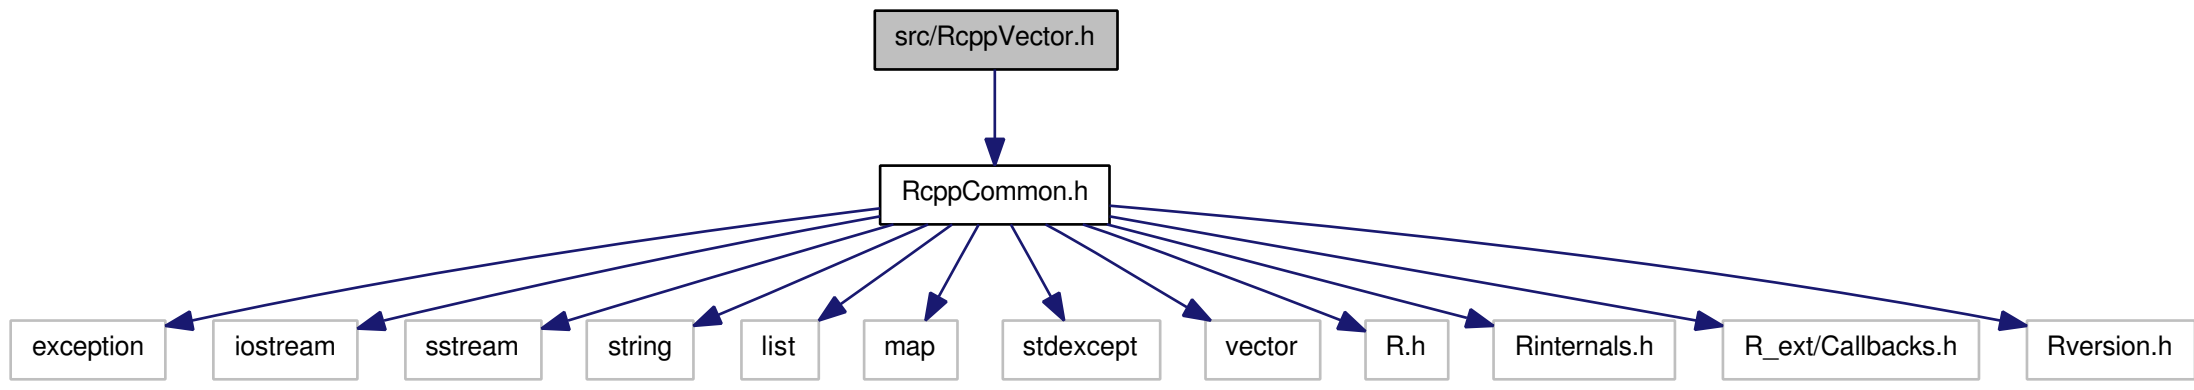 src/RcppVector.h
RcppCommon.h
exception
iostream
sstream
string
list
map
stdexcept
vector
R.h
Rinternals.h
R_ext/Callbacks.h
Rversion.h